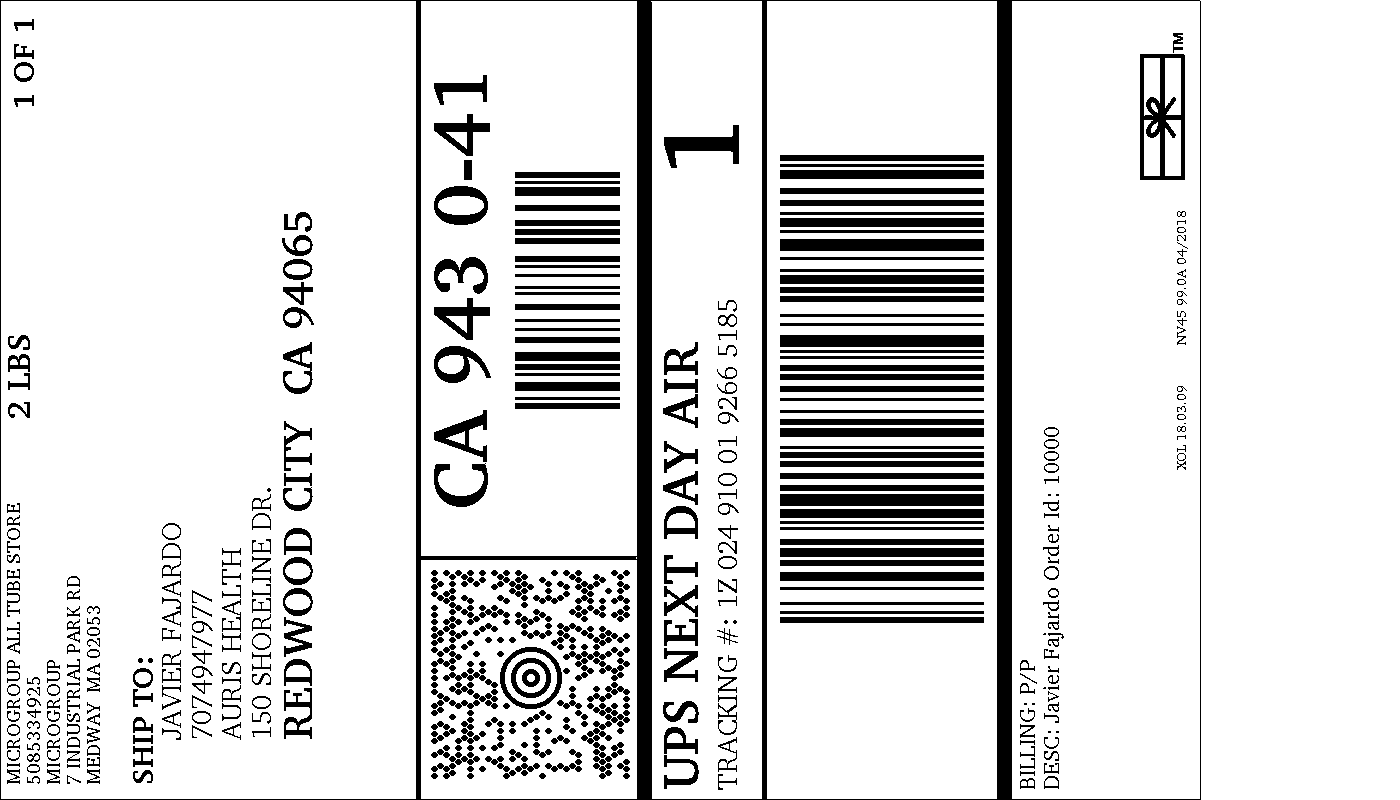 MICROGROUP ALL TUBE STORE
5085334925
MICROGROUP
7 INDUSTRIAL PARK RD
MEDWAY MA 02053
2 LBS
1 OF 1
SHIP TO:
JAVIER FAJARDO
7074947977
AURIS HEALTH
150 SHORELINE DR.
REDWOOD CITY CA 94065
CA 943 0-41
UPS NEXT DAY AIR
1
TRACKING #: 1Z 024 910 01 9266 5185
BILLING: P/P
DESC: Javier Fajardo Order Id: 10000
XOL 18.03.09 NV45 99.0A 04/2018
TM